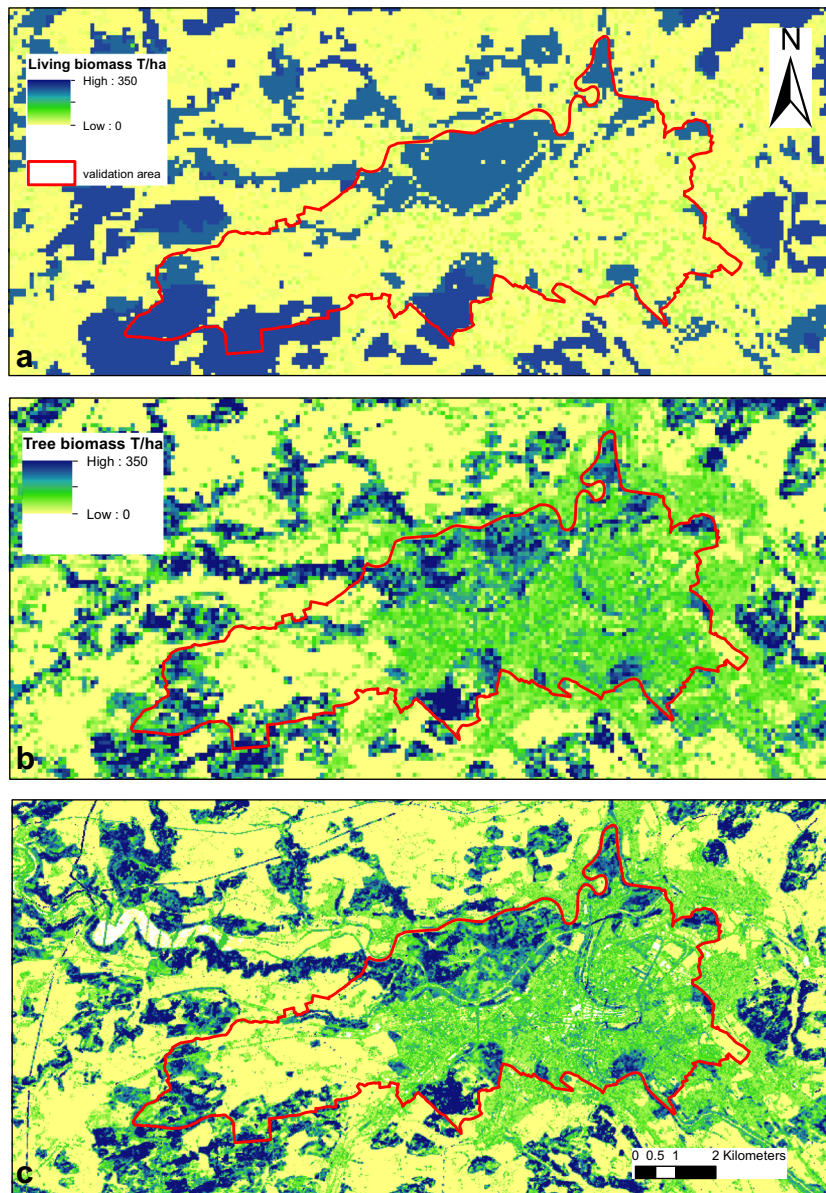 Living biomass T/ha
High : 350
Low : 0
validation area
N
a
Tree biomass T/ha
High : 350
Low : 0
b
c
0 0.5 1 2 Kilometers